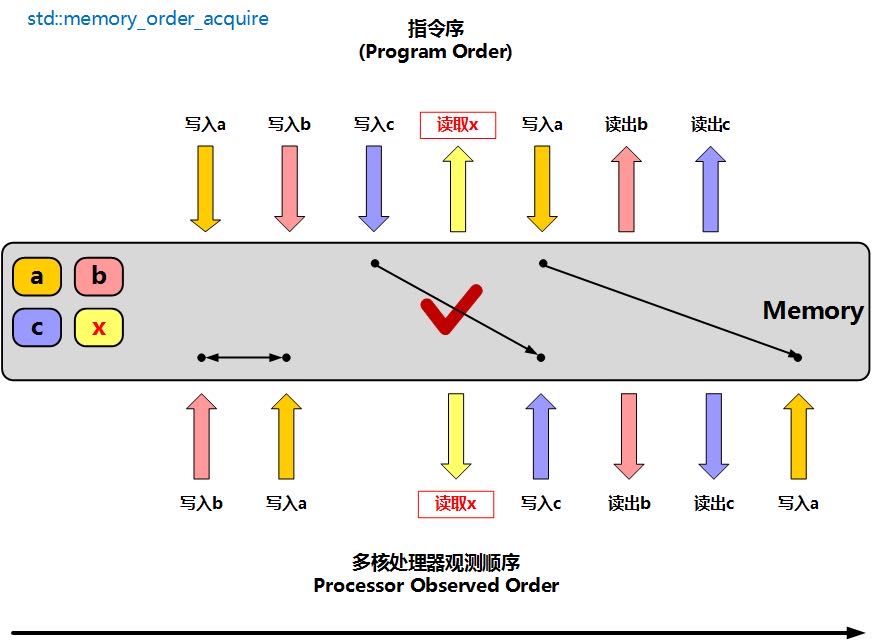 std::memory_order_acquire
指令序
(Program Order)
写入a 写入b 写入c 读取x 写入a 读出b 读出c
a b
c x
Memory
写入b 写入a 读取x 写入c 读出b 读出c 写入a
多核处理器观测顺序
Processor Observed Order